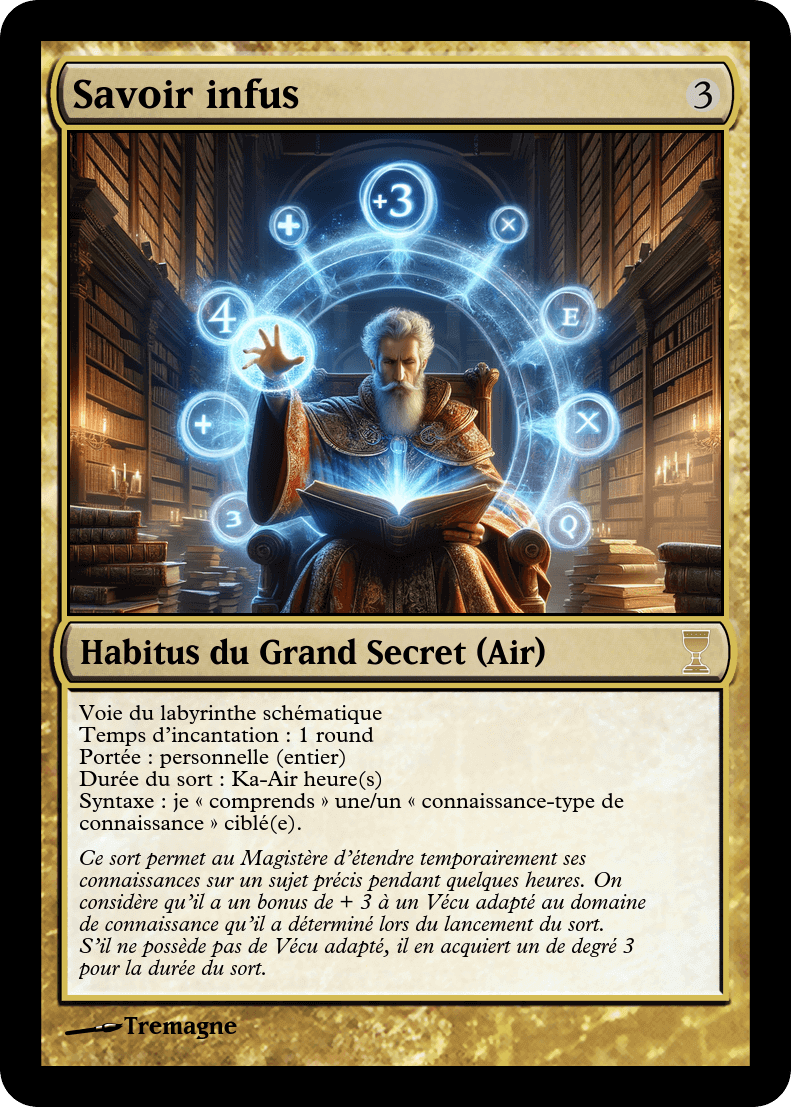 Savoir infus 3
+3
+ ×
4 E
+ X
3 Q
Habitus du Grand Secret (Air)
Voie du labyrinthe schématique
Temps d'incantation : 1 round
Portée : personnelle (entier)
Durée du sort : Ka-Air heure(s)
Syntaxe : je « comprends » une/un « connaissance-type de
connaissance » ciblé(e).
Ce sort permet au Magistère d'étendre temporairement ses
connaissances sur un sujet précis pendant quelques heures. On
considère qu'il a un bonus de + 3 à un Vécu adapté au domaine
de connaissance qu'il a déterminé lors du lancement du sort.
S'il ne possède pas de Vécu adapté, il en acquiert un de degré 3
pour la durée du sort.
Tremagne